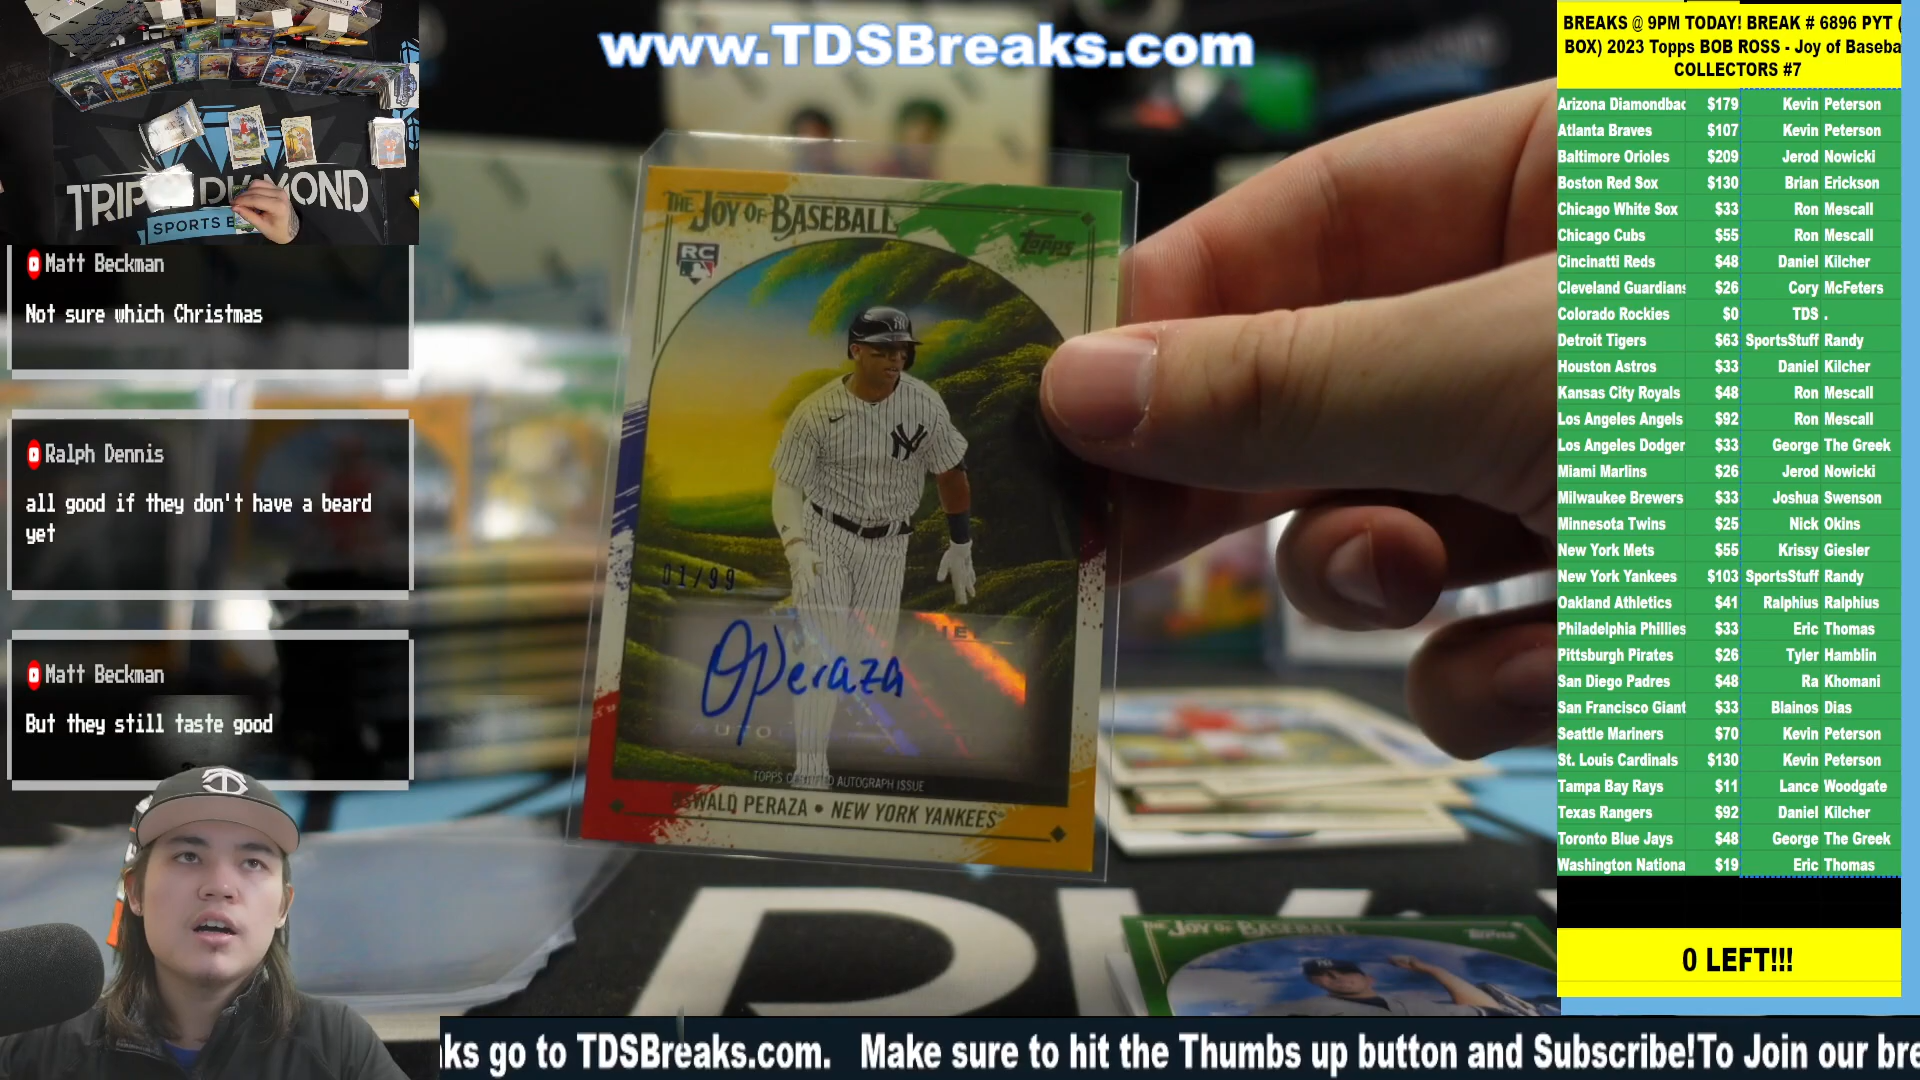 www.TDSBreaks.com
TRIP DIAMOND
SPORTS B
Matt Beckman
Not sure which Christmas
Ralph Dennis
all good if they don't have a beard
yet
Matt Beckman
But they still taste good
THE JOY OF BASEBALL
topps
RC
NY
01/99
OPeraza
AUTO
TOPPS CERTIFIED AUTOGRAPH ISSUE
OSWALD PERAZA • NEW YORK YANKEES
THE JOY OF BASEBALL
topps
BREAKS @ 9PM TODAY! BREAK # 6896 PYT (
BOX) 2023 Topps BOB ROSS - Joy of Baseba
COLLECTORS #7
Arizona Diamondbac $179 Kevin Peterson
Atlanta Braves $107 Kevin Peterson
Baltimore Orioles $209 Jerod Nowicki
Boston Red Sox $130 Brian Erickson
Chicago White Sox $33 Ron Mescall
Chicago Cubs $55 Ron Mescall
Cincinatti Reds $48 Daniel Kilcher
Cleveland Guardians $26 Cory McFeters
Colorado Rockies $0 TDS .
Detroit Tigers $63 SportsStuff Randy
Houston Astros $33 Daniel Kilcher
Kansas City Royals $48 Ron Mescall
Los Angeles Angels $92 Ron Mescall
Los Angeles Dodger $33 George The Greek
Miami Marlins $26 Jerod Nowicki
Milwaukee Brewers $33 Joshua Swenson
Minnesota Twins $25 Nick Okins
New York Mets $55 Krissy Giesler
New York Yankees $103 SportsStuff Randy
Oakland Athletics $41 Ralphius Ralphius
Philadelphia Phillies $33 Eric Thomas
Pittsburgh Pirates $26 Tyler Hamblin
San Diego Padres $48 Ra Khomani
San Francisco Giant $33 Blainos Dias
Seattle Mariners $70 Kevin Peterson
St. Louis Cardinals $130 Kevin Peterson
Tampa Bay Rays $11 Lance Woodgate
Texas Rangers $92 Daniel Kilcher
Toronto Blue Jays $48 George The Greek
Washington Nationa $19 Eric Thomas
0 LEFT!!!
ks go to TDSBreaks.com. Make sure to hit the Thumbs up button and Subscribe!To Join our bre